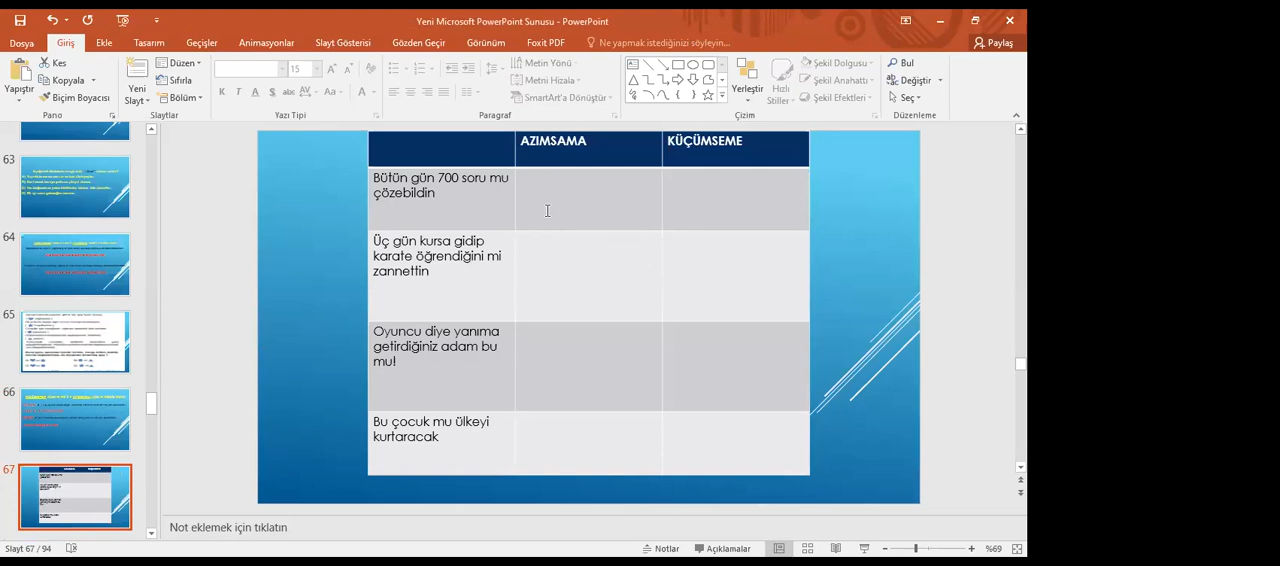 Yeni Microsoft PowerPoint Sunusu - PowerPoint
Dosya Giriş Ekle Tasarım Geçişler Animasyonlar Slayt Gösterisi Gözden Geçir Görünüm Foxit PDF Ne yapmak istediğinizi söyleyin... Paylaş
Yapıştır
Kes
Kopyala
Biçim Boyacısı
Pano
Yeni
Slayt
Düzen
Sıfırla
Bölüm
Slaytlar
15
K T A S abc AV Aa A
Yazı Tipi
Metin Yönü
Metni Hizala
SmartArt'a Dönüştür
Paragraf
Yerleştir
Hızlı
Stiller
Şekil Dolgusu
Şekil Anahattı
Şekil Efektleri
Çizim
Bul
Değiştir
Seç
Düzenleme
63
64
65
66
67
AZIMSAMA KÜÇÜMSEME
Bütün gün 700 soru mu
çözebildin
Üç gün kursa gidip
karate öğrendiğini mi
zannettin
Oyuncu diye yanıma
getirdiğiniz adam bu
mu!
Bu çocuk mu ülkeyi
kurtaracak
Not eklemek için tıklatın
Slayt 67 / 94 Notlar Açıklamalar %69